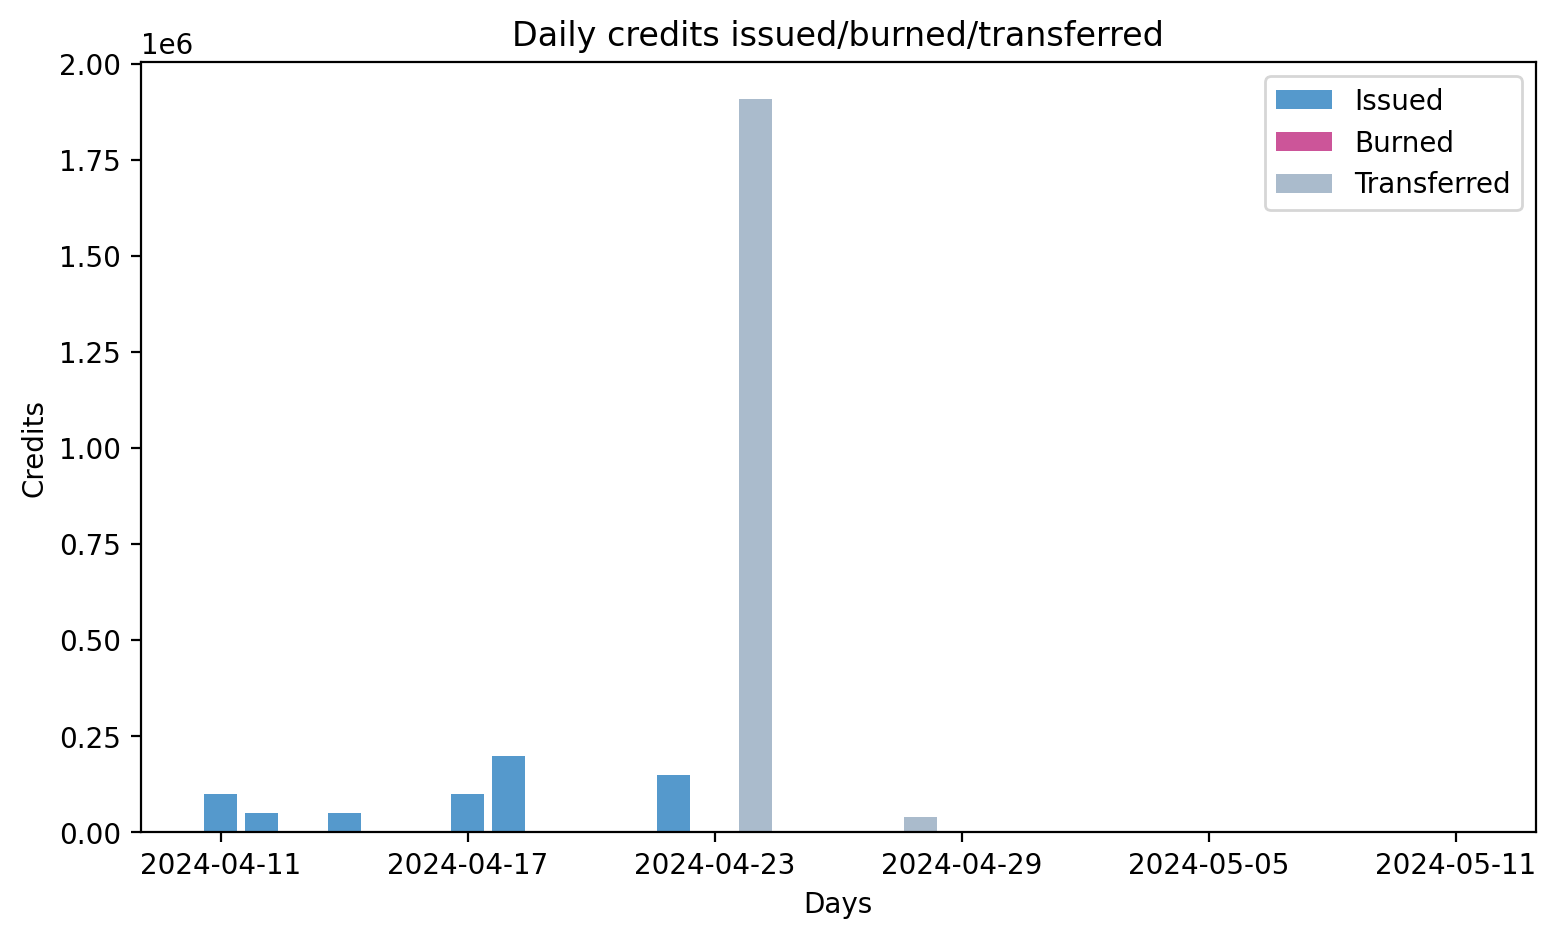 Daily credits issued/burned/transferred
1e6
2.00
1.75
1.50
1.25
1.00
0.75
0.50
0.25
0.00
Credits
Issued
Burned
Transferred
2024-04-11 2024-04-17 2024-04-23 2024-04-29 2024-05-05 2024-05-11
Days